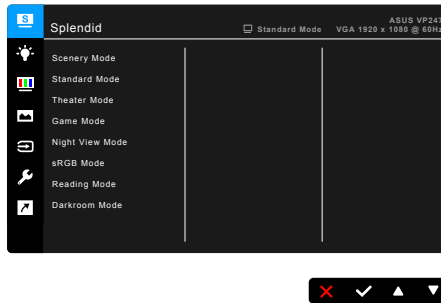 S
Splendid
Standard Mode
ASUS VP247
VGA 1920 x 1080 @ 60Hz
Scenery Mode
Standard Mode
Theater Mode
Game Mode
Night View Mode
sRGB Mode
Reading Mode
Darkroom Mode